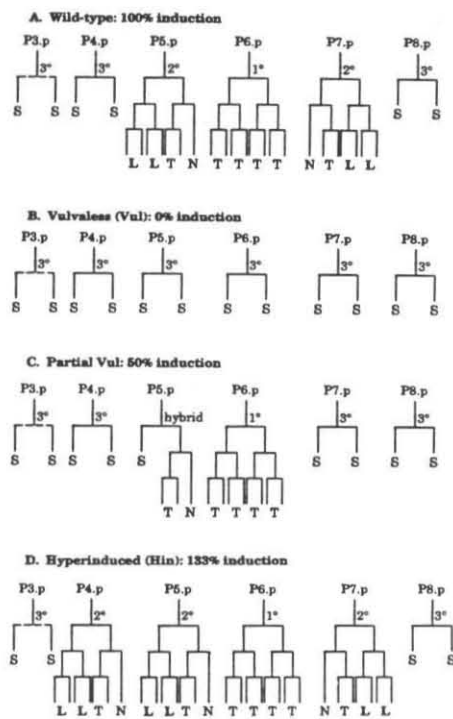 A. Wild-type: 100% induction
P3.p P4.p P5.p P6.p P7.p P8.p
3° 3° 2° 1° 2° 3°
S S S S S S
L L T N T T T T N T L L
B. Vulvaless (Vul): 0% induction
P3.p P4.p P5.p P6.p P7.p P8.p
3° 3° 3° 3° 3° 3°
S S S S S S S S S S S S
C. Partial Vul: 50% induction
P3.p P4.p P5.p P6.p P7.p P8.p
3° 3° hybrid 1° 3° 3°
S S S S S S S S S
T N T T T T
D. Hyperinduced (Hin): 133% induction
P3.p P4.p P5.p P6.p P7.p P8.p
3° 2° 2° 1° 2° 3°
S S S S
L L T N L L T N T T T T N T L L